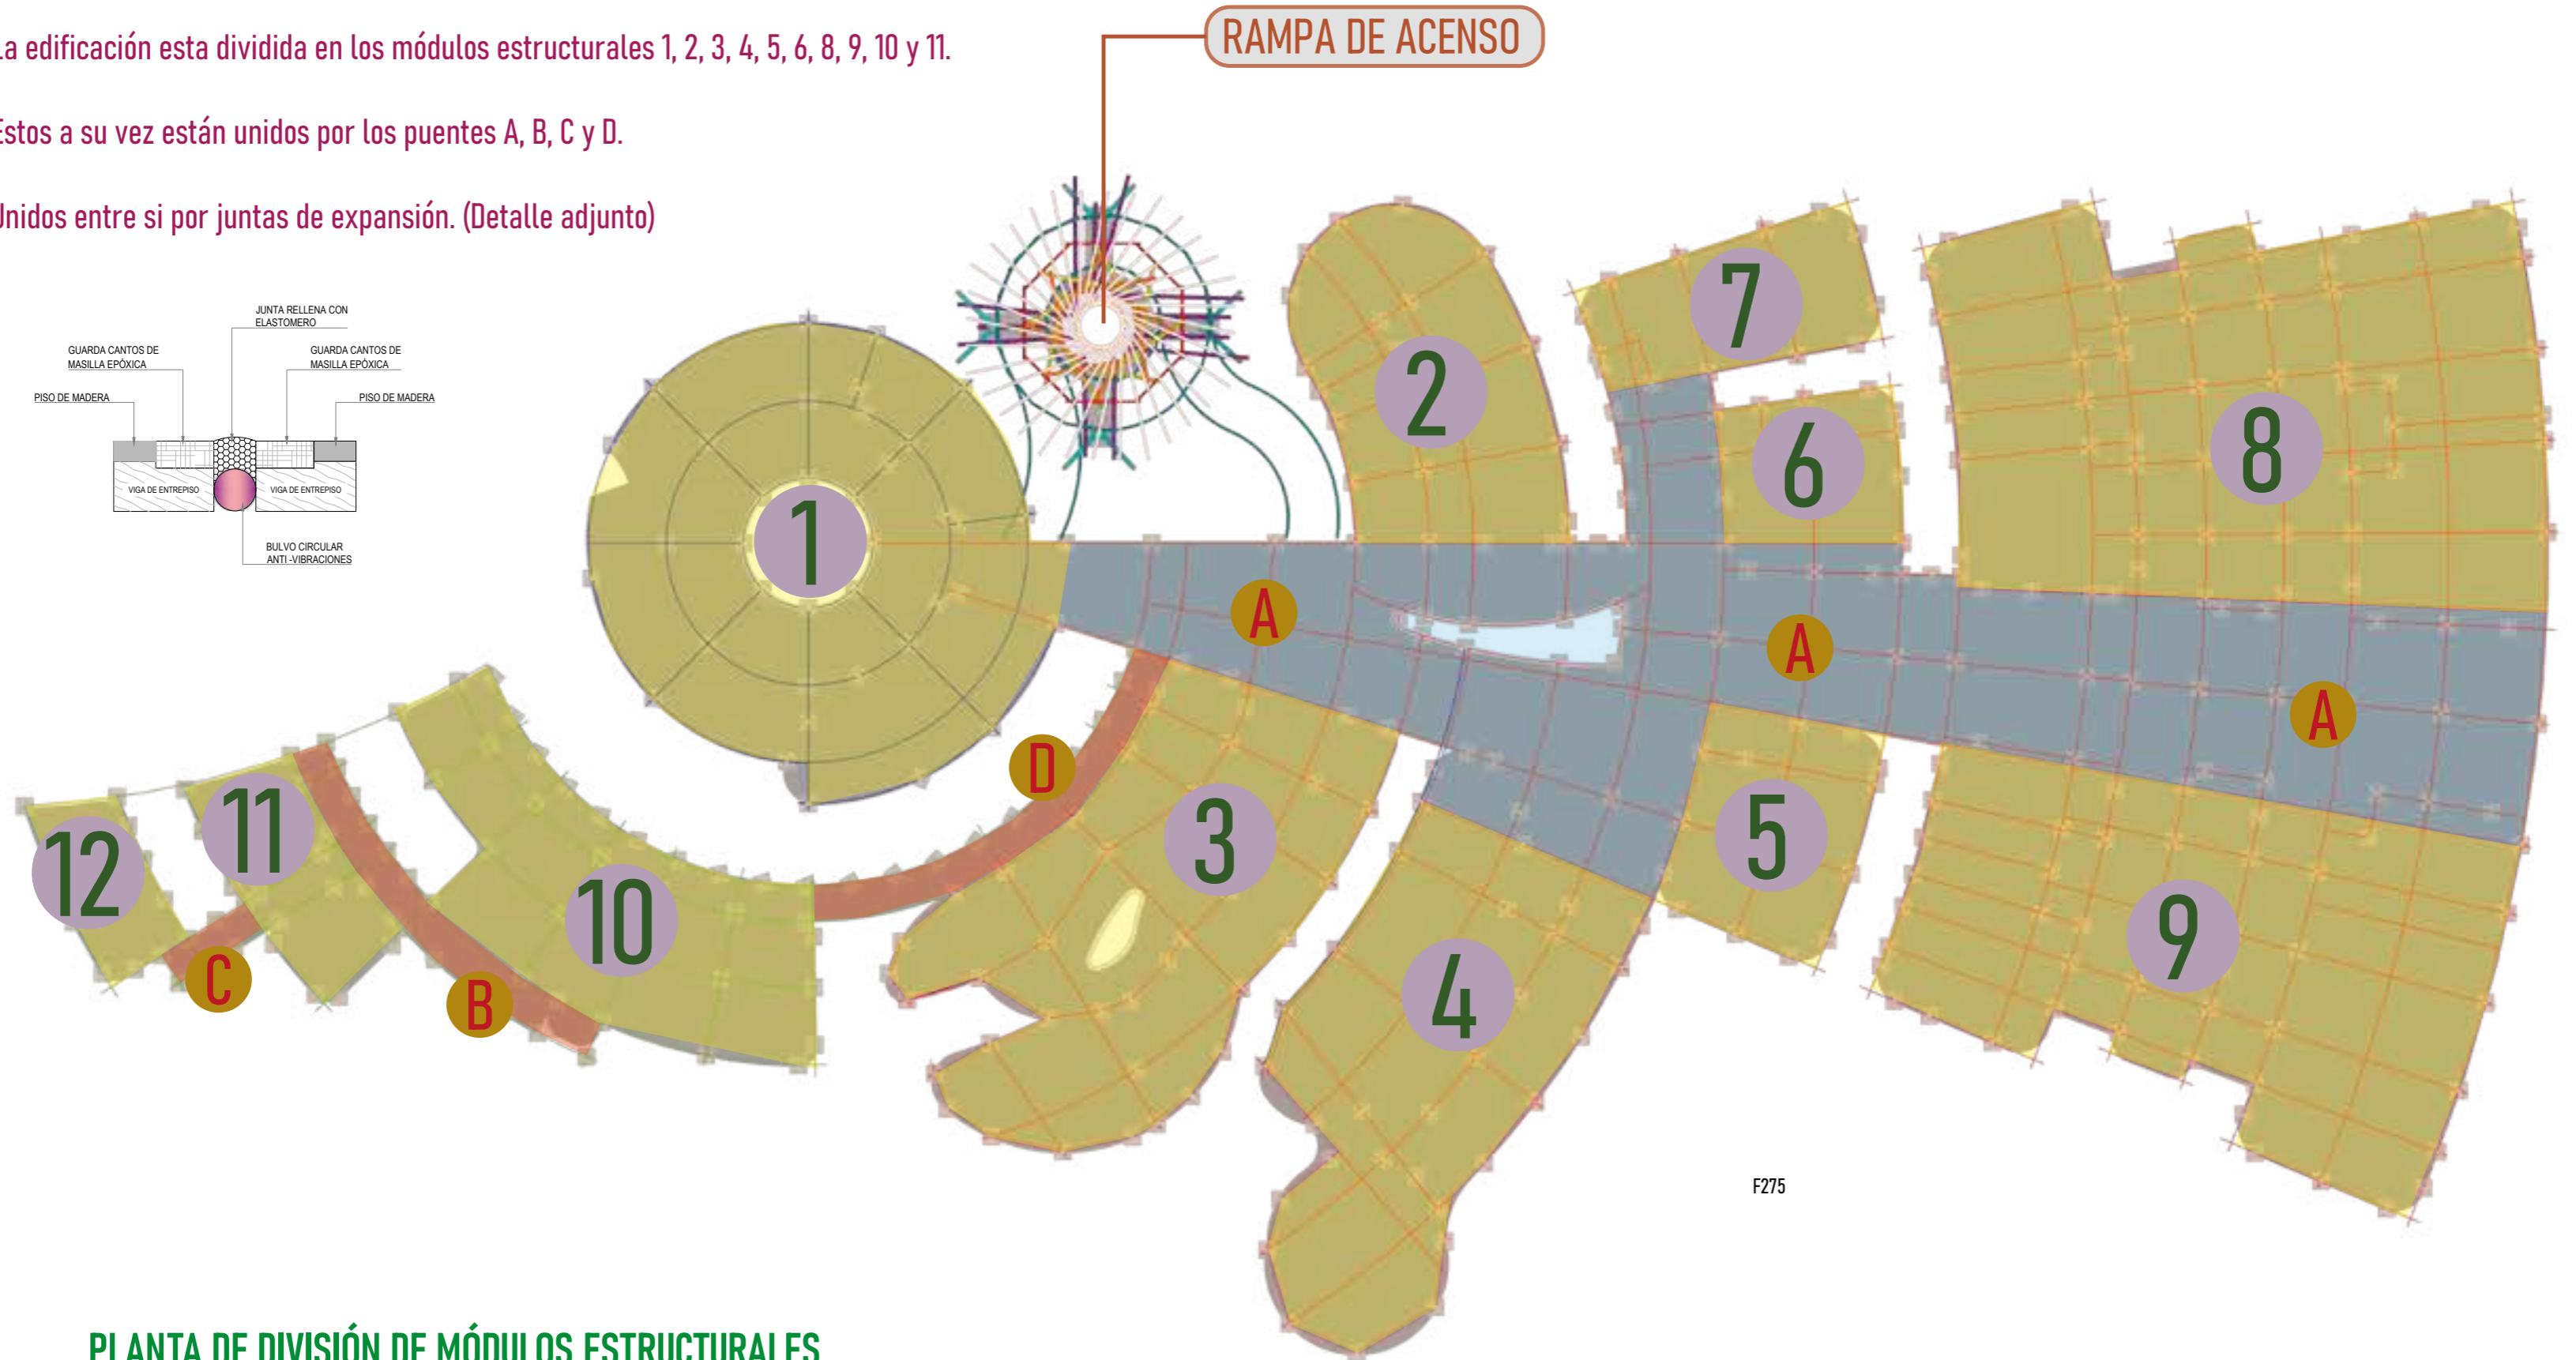 RAMPA DE ACENSO
La edificación esta dividida en los módulos estructurales 1, 2, 3, 4, 5, 6, 8, 9, 10 y 11.
Estos a su vez están unidos por los puentes A, B, C y D.
Unidos entre si por juntas de expansión. (Detalle adjunto)
JUNTA RELLENA CON
ELASTOMERO
GUARDA CANTOS DE
MASILLA EPÓXICA
GUARDA CANTOS DE
MASILLA EPÓXICA
PISO DE MADERA
PISO DE MADERA
VIGA DE ENTREPISO
VIGA DE ENTREPISO
BULVO CIRCULAR
ANTI -VIBRACIONES
7
2
6
8
1
A
A
A
D
3
5
11
12
10
9
C
B
4
F275
PLANTA DE DIVISIÓN DE MÓDULOS ESTRUCTURALES